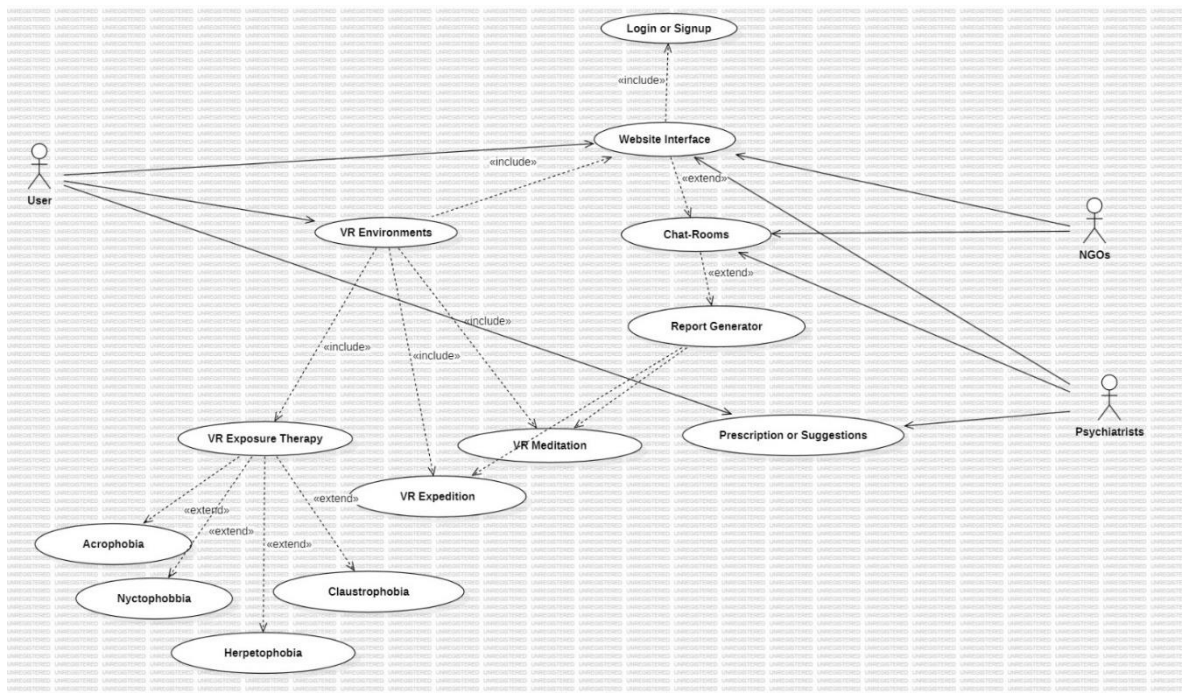 Login or Signup
«include»
Website Interface
«include»
«extend»
User
VR Environments
Chat-Rooms
NGOs
«extend»
«include»
Report Generator
«include»
«include»
VR Exposure Therapy
VR Meditation
Prescription or Suggestions
Psychiatrists
VR Expedition
«extend»
«extend»
«extend»
«extend»
Acrophobia
Nyctophobbia
Claustrophobia
Herpetophobia